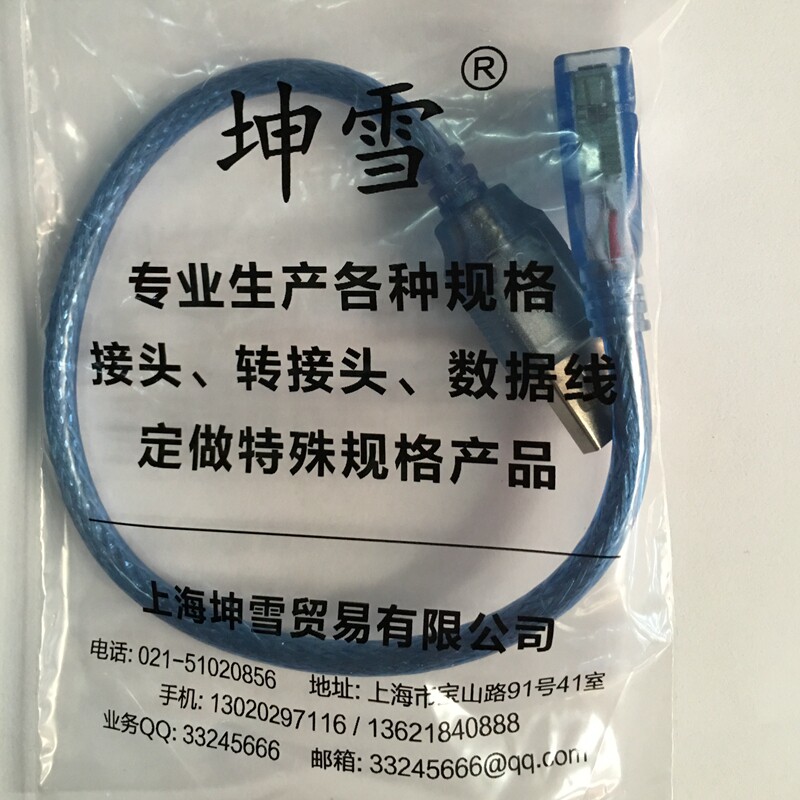 坤雪®
专业生产各种规格
接头、转接头、数据线
定做特殊规格产品
上海坤雪贸易有限公司
电话: 021-51020856 地址: 上海市宝山路91号41室
手机: 13020297116 / 13621840888
业务QQ: 33245666 邮箱: 33245666@qq.com